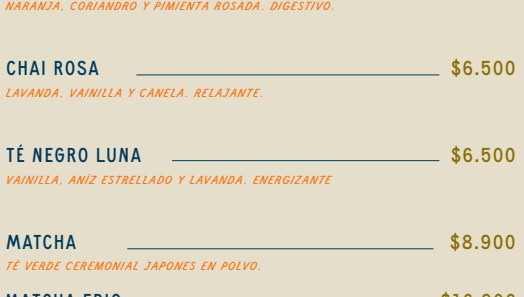 NARANJA, CORIANDRO Y PIMIENTA ROSADA. DIGESTIVO.
CHAI ROSA $6.500
LAVANDA, VAINILLA Y CANELA. RELAJANTE.
TÉ NEGRO LUNA $6.500
VAINILLA, ANÍZ ESTRELLADO Y LAVANDA. ENERGIZANTE
MATCHA $8.900
TÉ VERDE CEREMONIAL JAPONES EN POLVO.
MATCHA